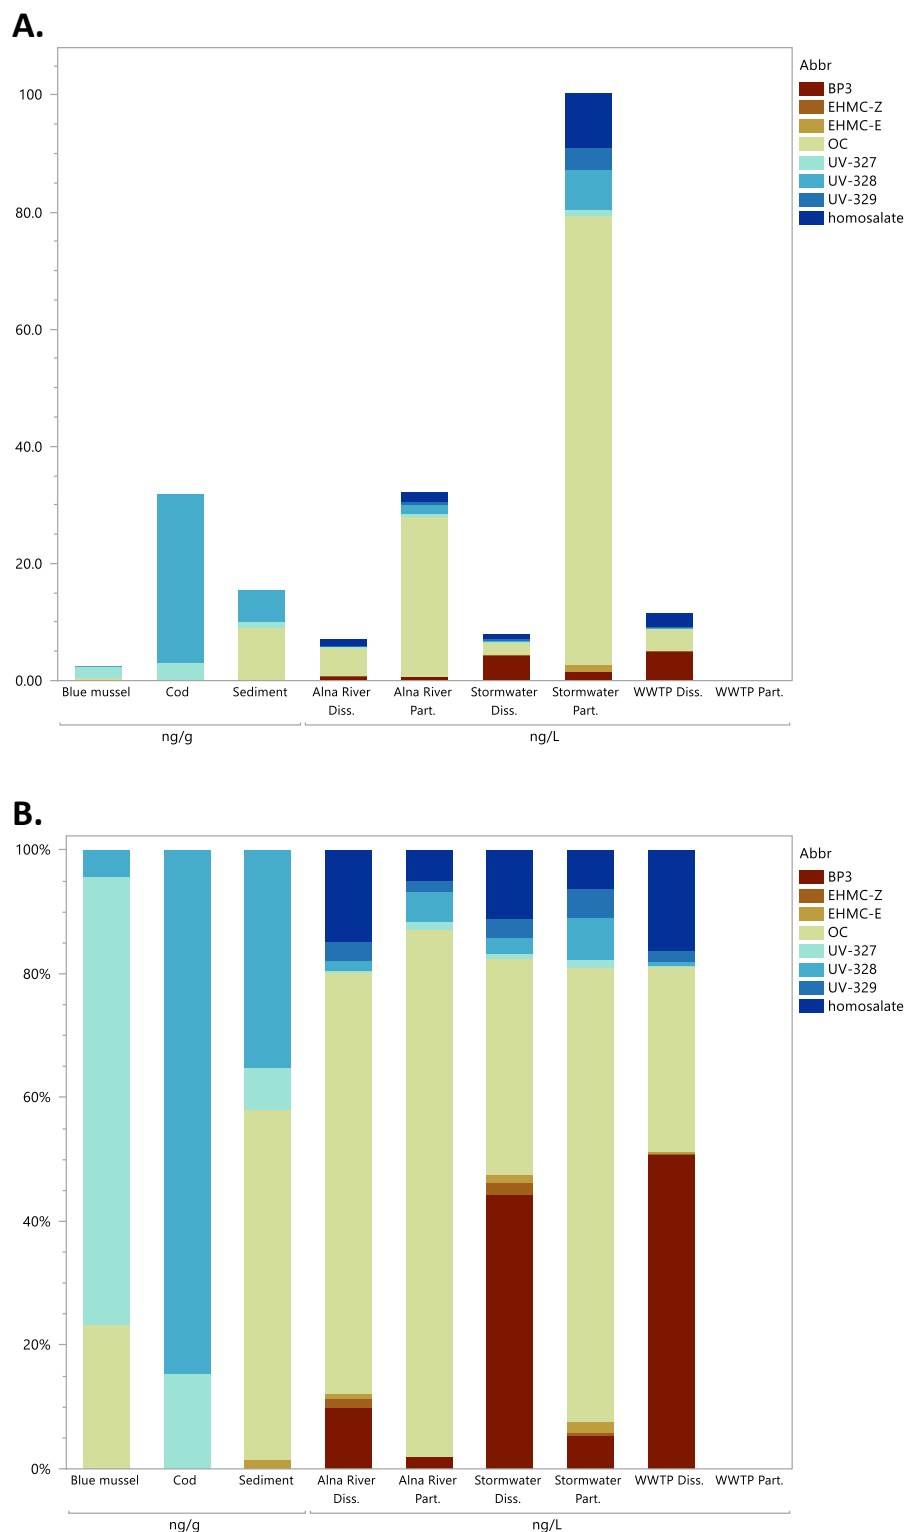 A.
100
80.0
60.0
40.0
20.0
0.00
Blue mussel Cod Sediment Alna River Diss. Alna River Part. Stormwater Diss. Stormwater Part. WWTP Diss. WWTP Part.
ng/g ng/L
Abbr
BP3
EHMC-Z
EHMC-E
OC
UV-327
UV-328
UV-329
homosalate
B.
100%
80%
60%
40%
20%
0%
Blue mussel Cod Sediment Alna River Diss. Alna River Part. Stormwater Diss. Stormwater Part. WWTP Diss. WWTP Part.
ng/g ng/L
Abbr
BP3
EHMC-Z
EHMC-E
OC
UV-327
UV-328
UV-329
homosalate